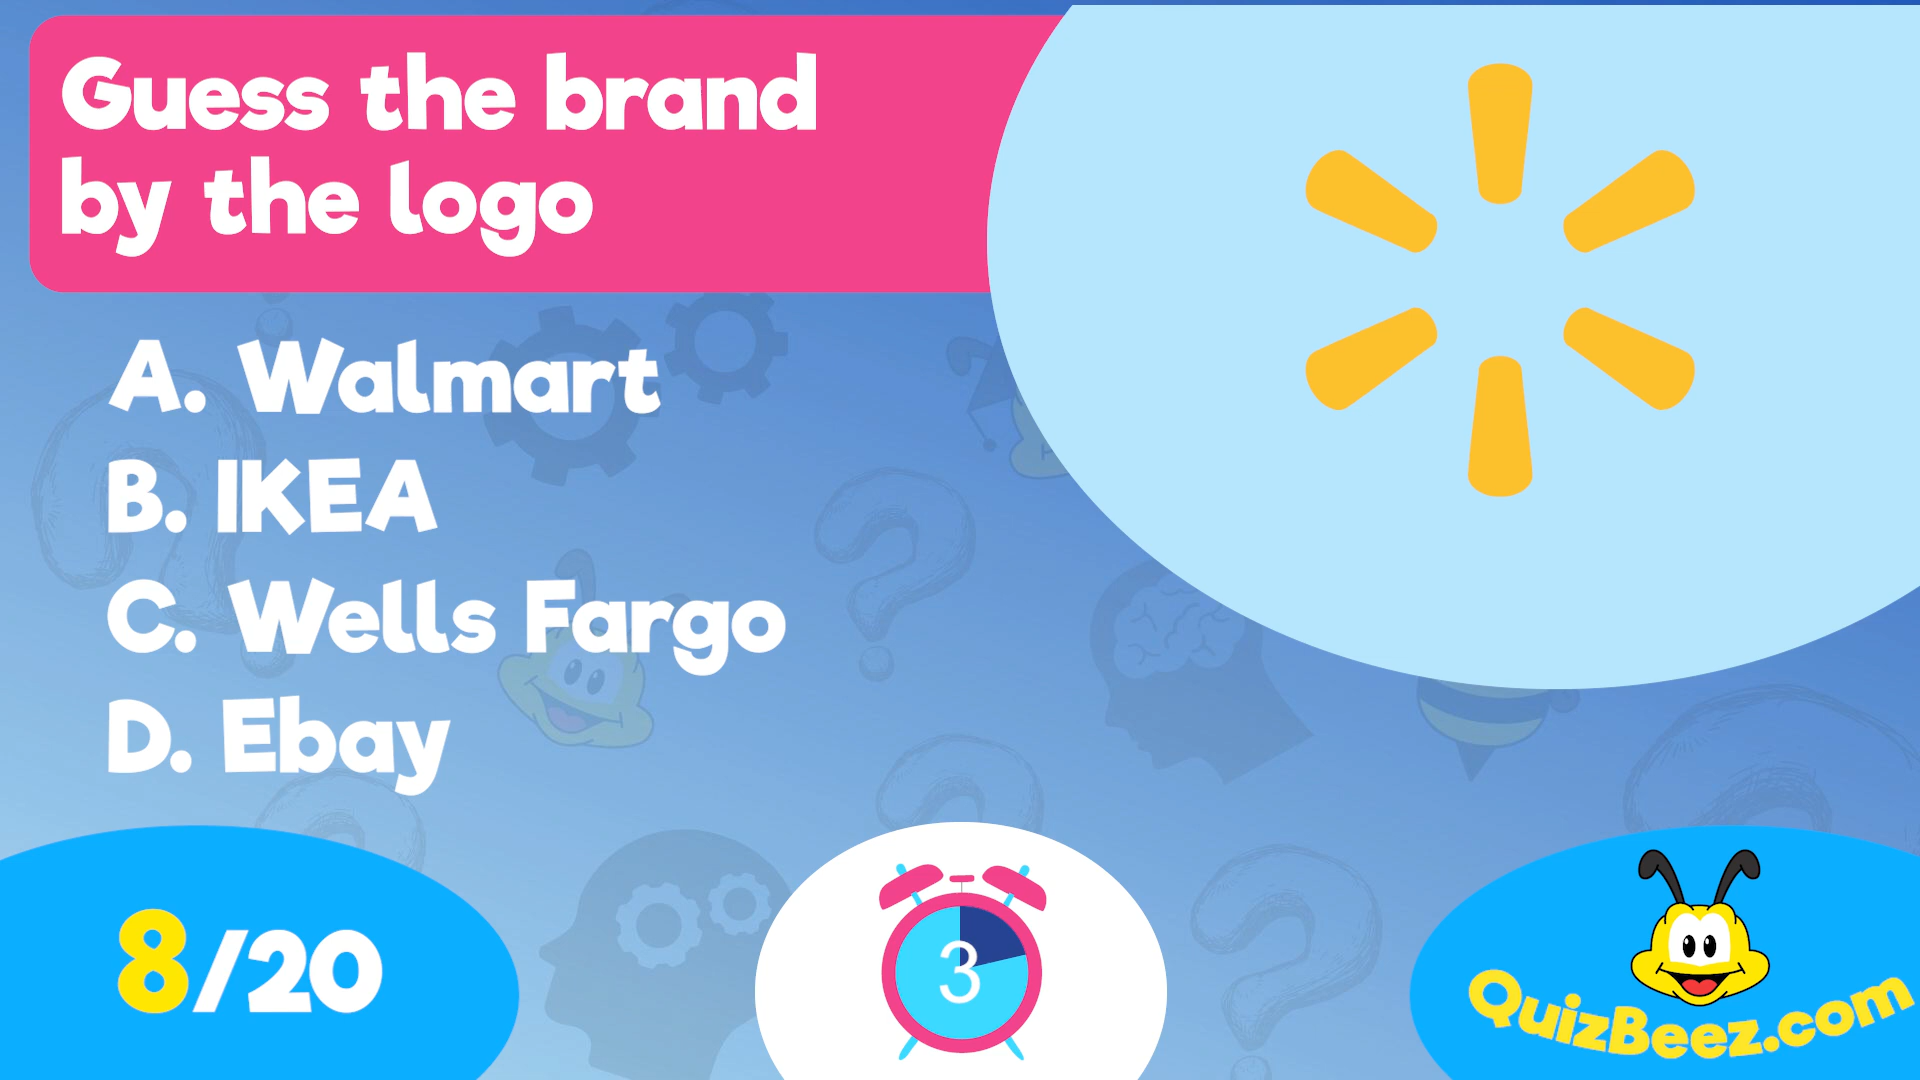 Guess the brand
by the logo
A. Walmart
B. IKEA
C. Wells Fargo
D. Ebay
8/20
3
QuizBeez.com